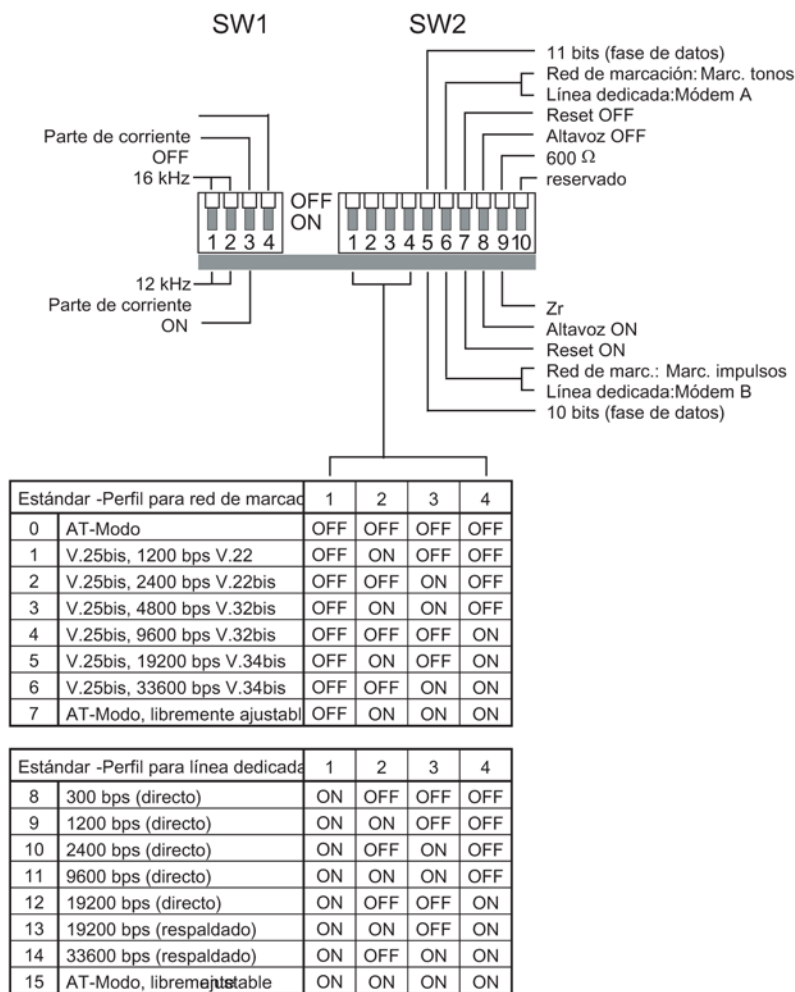 SW1
SW2
11 bits (fase de datos)
Red de marcación: Marc. tonos
Línea dedicada:Módem A
Reset OFF
Altavoz OFF
600 Ω
reservado
Parte de corriente
OFF
16 kHz
OFF
ON
1 2 3 4
1 2 3 4 5 6 7 8 9 10
12 kHz
Parte de corriente
ON
Zr
Altavoz ON
Reset ON
Red de marc.: Marc. impulsos
Línea dedicada:Módem B
10 bits (fase de datos)
Estándar -Perfil para red de marcac 1 2 3 4
0 AT-Modo OFF OFF OFF OFF
1 V.25bis, 1200 bps V.22 OFF ON OFF OFF
2 V.25bis, 2400 bps V.22bis OFF OFF ON OFF
3 V.25bis, 4800 bps V.32bis OFF ON ON OFF
4 V.25bis, 9600 bps V.32bis OFF OFF OFF ON
5 V.25bis, 19200 bps V.34bis OFF ON OFF ON
6 V.25bis, 33600 bps V.34bis OFF OFF ON ON
7 AT-Modo, libremente ajustabl OFF ON ON ON
Estándar -Perfil para línea dedicada 1 2 3 4
8 300 bps (directo) ON OFF OFF OFF
9 1200 bps (directo) ON ON OFF OFF
10 2400 bps (directo) ON OFF ON OFF
11 9600 bps (directo) ON ON ON OFF
12 19200 bps (directo) ON OFF OFF ON
13 19200 bps (respaldado) ON ON OFF ON
14 33600 bps (respaldado) ON OFF ON ON
15 AT-Modo, libremente ajustable ON ON ON ON